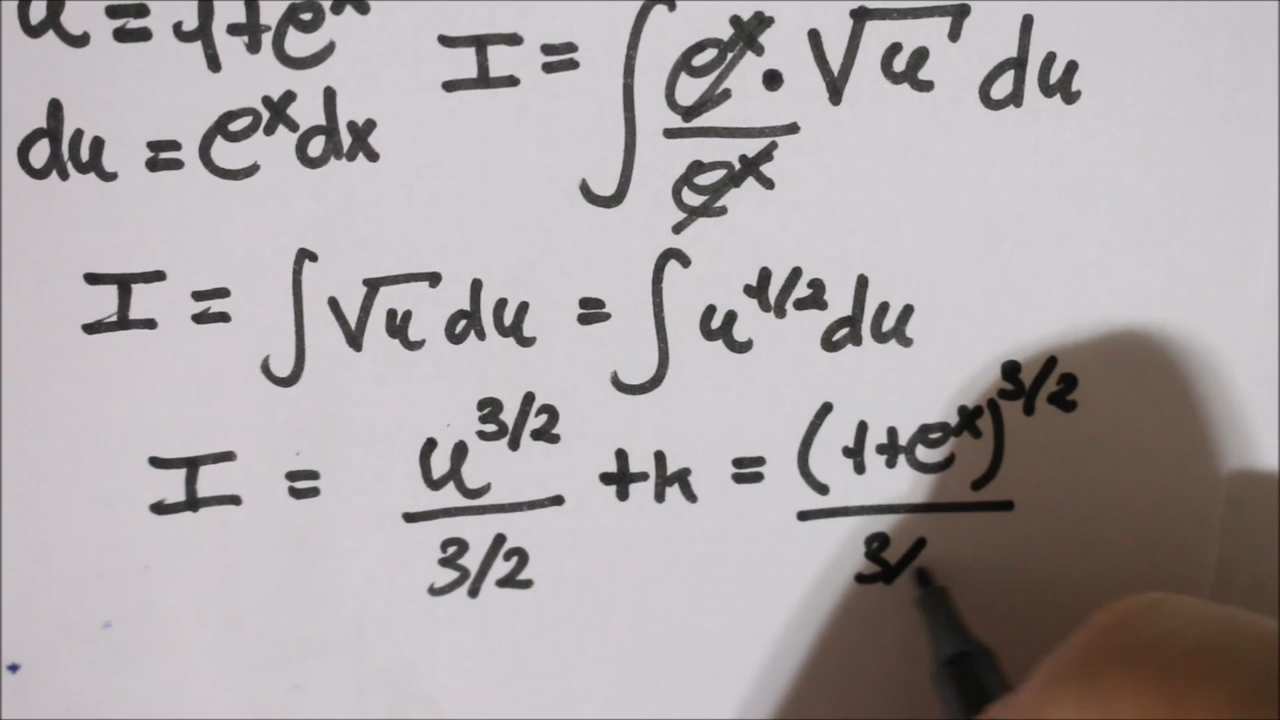 u = 1+e^x
I = ∫ e^x · √u / e^x du
du = e^x dx
I = ∫ √u du = ∫ u^1/2 du
I = u^3/2 / 3/2 + k = (1+e^x)^3/2 / 3/